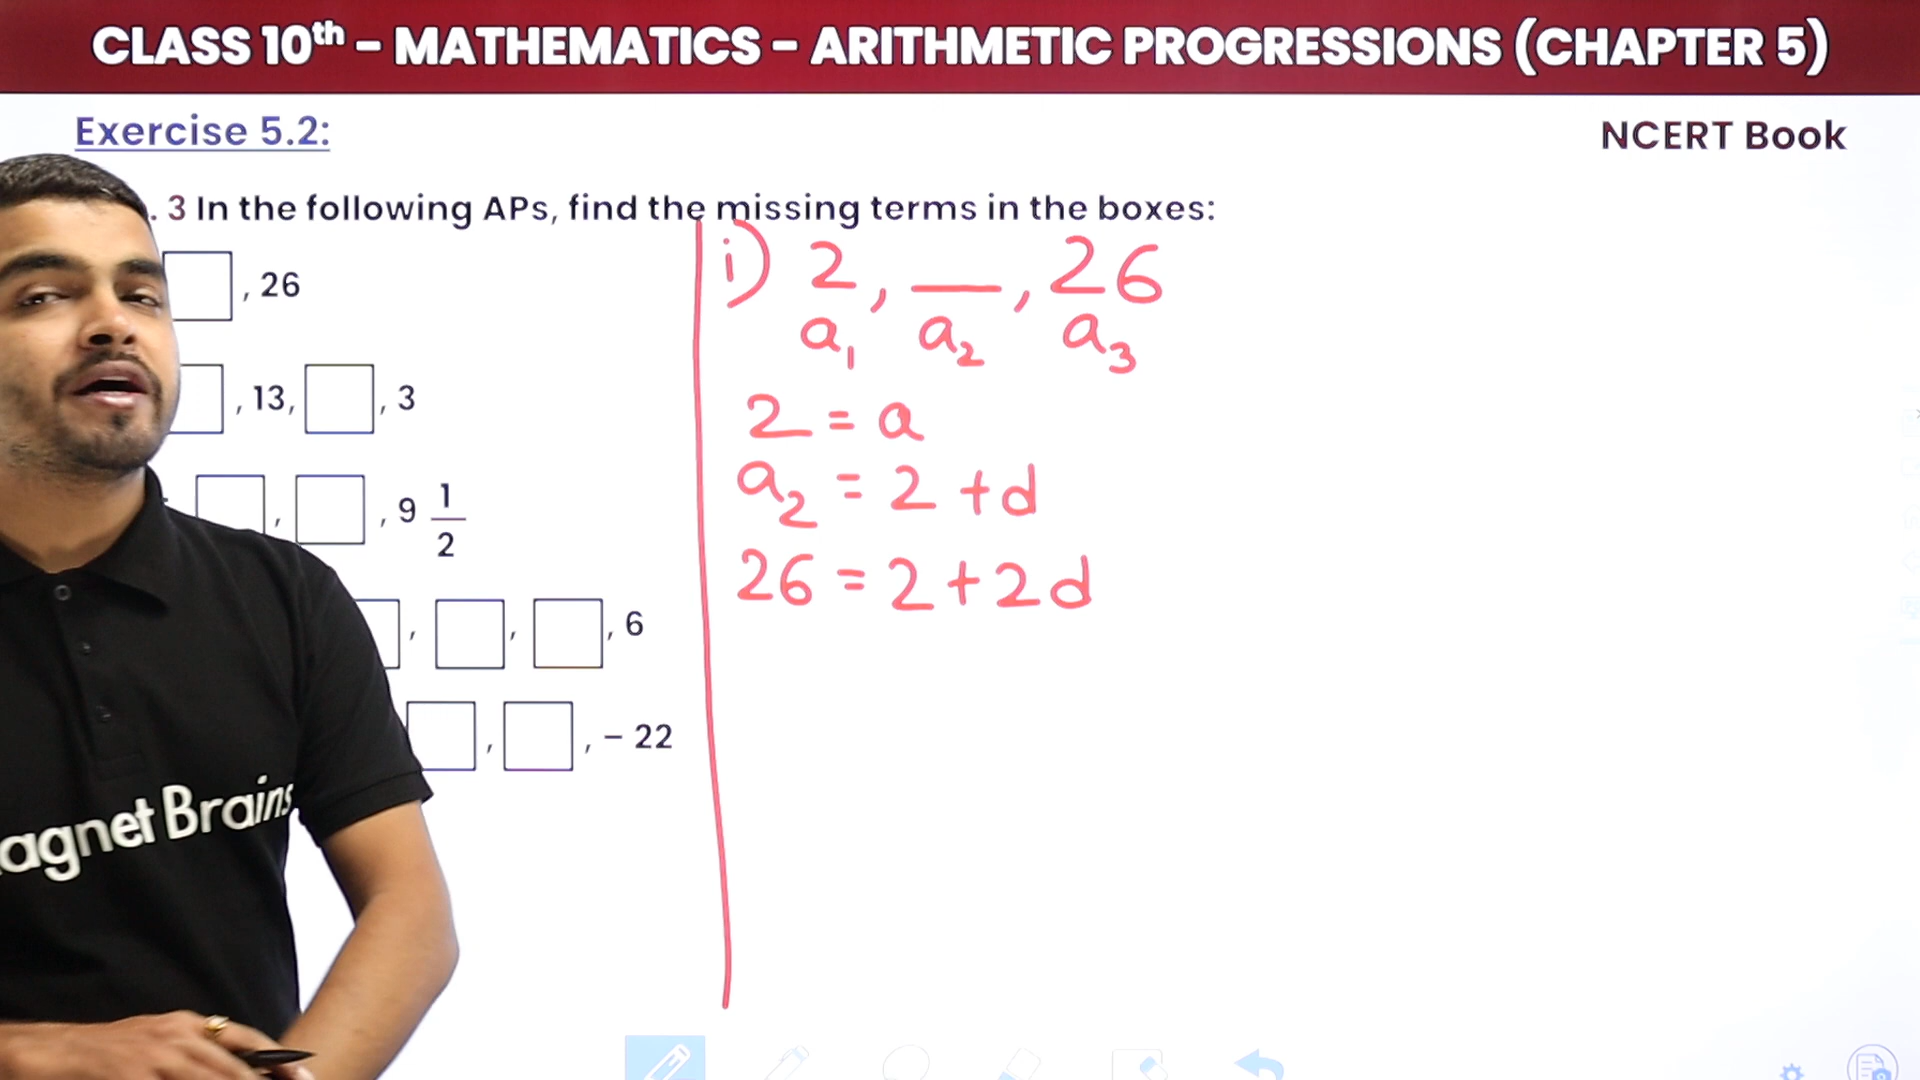 CLASS 10th – MATHEMATICS – ARITHMETIC PROGRESSIONS (CHAPTER 5)
Exercise 5.2:
NCERT Book
. 3 In the following APs, find the missing terms in the boxes:
, 26
, 13, , 3
, , 9 1/2
, , , 6
, , – 22
i) 2, __, 26
a₁ a₂ a₃
2 = a
a₂ = 2 + d
26 = 2 + 2d
agnet Brains